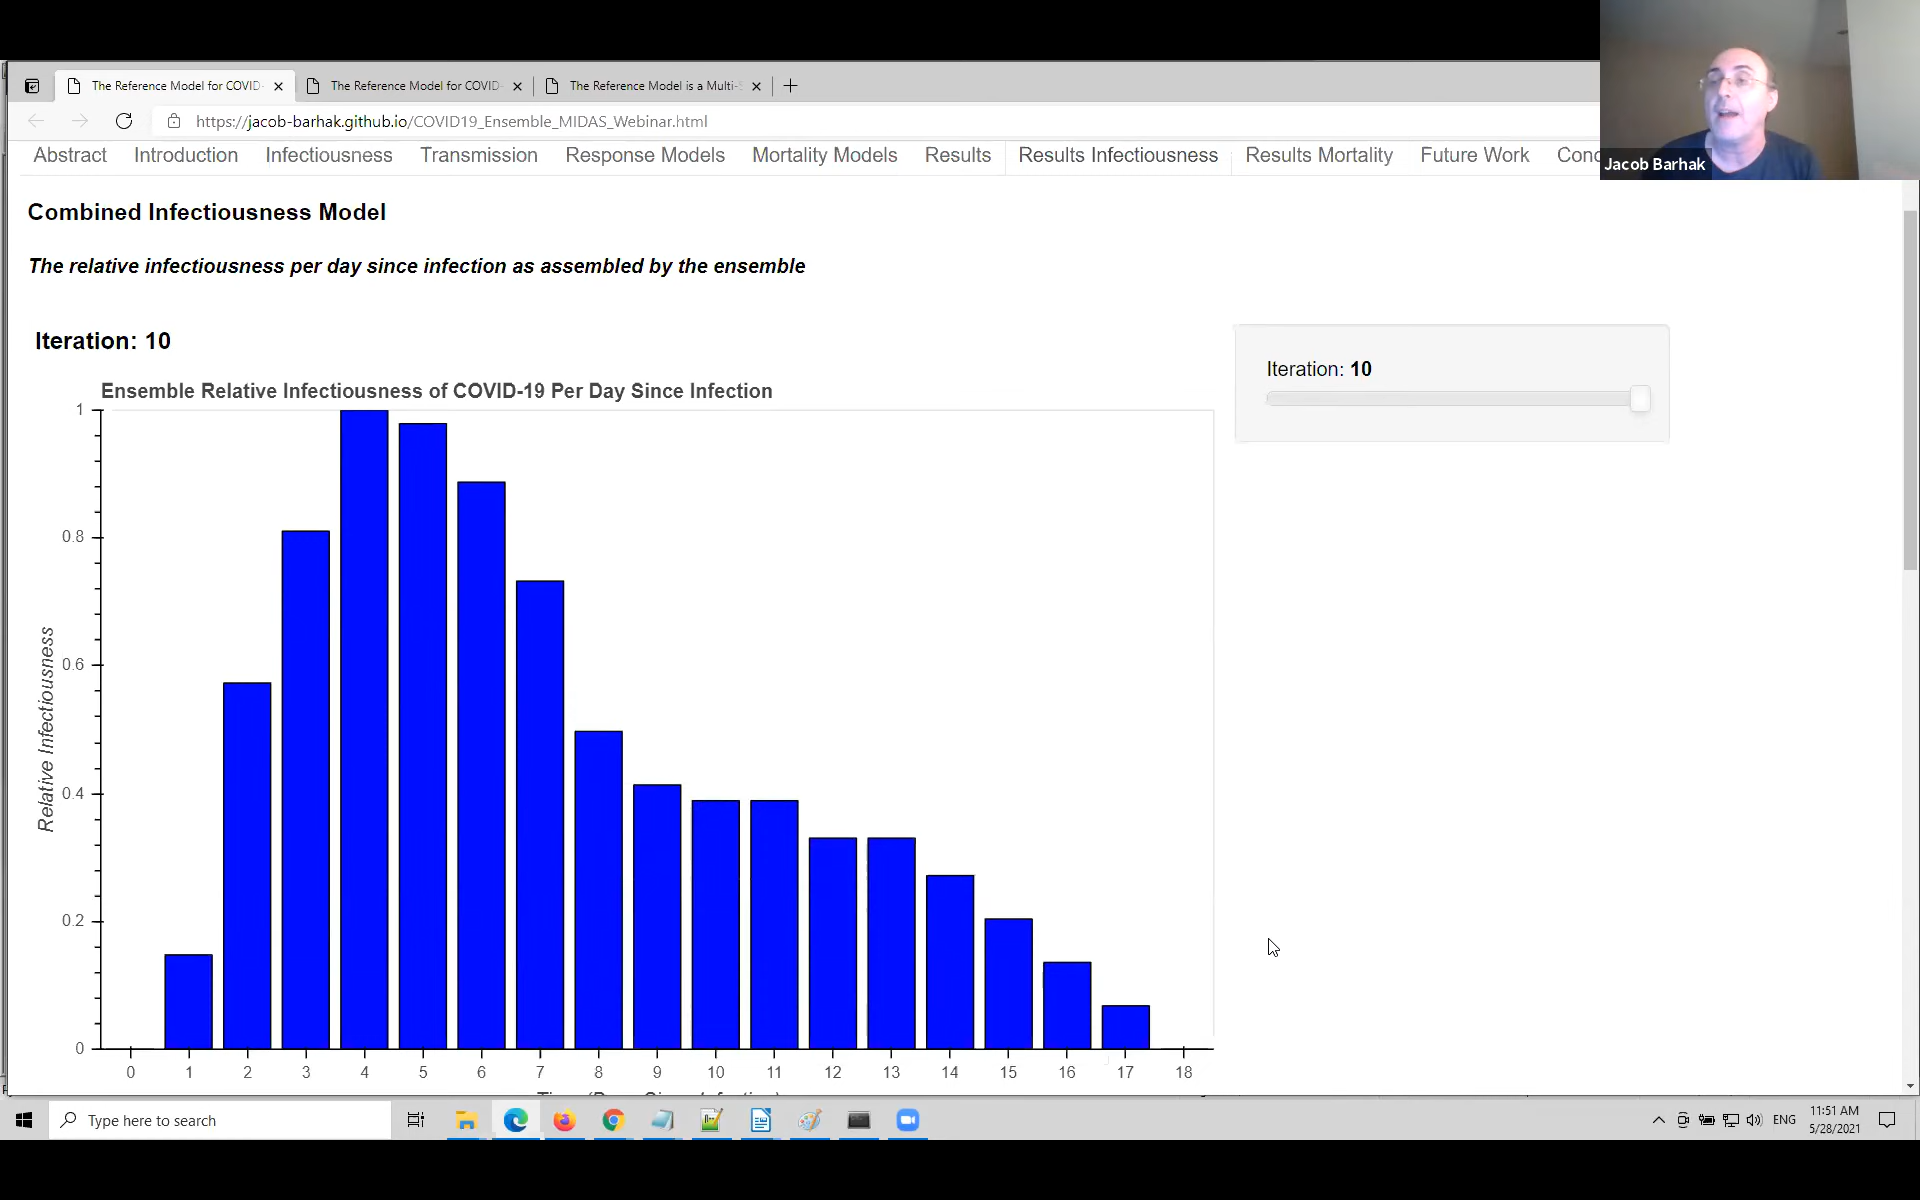 The Reference Model for COVID
The Reference Model for COVID
The Reference Model is a Multi-
https://jacob-barhak.github.io/COVID19_Ensemble_MIDAS_Webinar.html
Abstract Introduction Infectiousness Transmission Response Models Mortality Models Results Results Infectiousness Results Mortality Future Work Conc
Jacob Barhak
Combined Infectiousness Model
The relative infectiousness per day since infection as assembled by the ensemble
Iteration: 10
Iteration: 10
Ensemble Relative Infectiousness of COVID-19 Per Day Since Infection
Relative Infectiousness
1
0.8
0.6
0.4
0.2
0
0 1 2 3 4 5 6 7 8 9 10 11 12 13 14 15 16 17 18
Type here to search
ENG
11:51 AM
5/28/2021